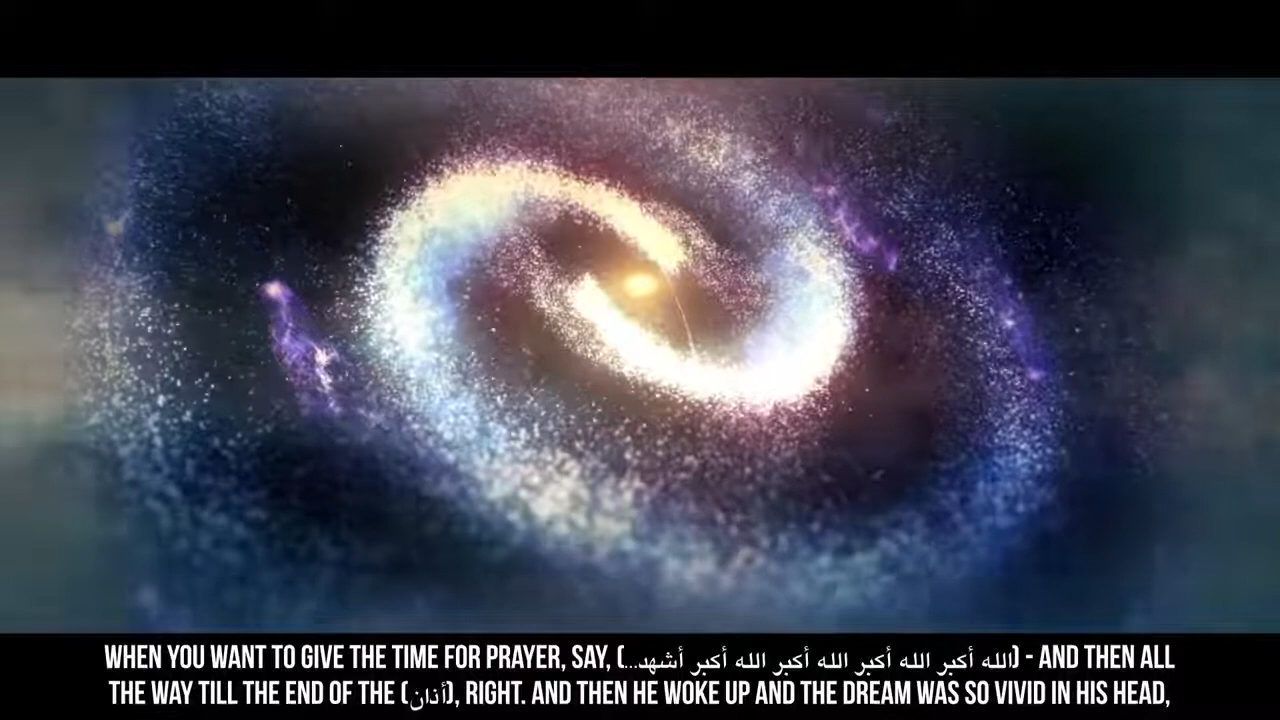 WHEN YOU WANT TO GIVE THE TIME FOR PRAYER, SAY, (الله أكبر الله أكبر الله أكبر الله أكبر أشهد...) - AND THEN ALL
THE WAY TILL THE END OF THE (أذان), RIGHT. AND THEN HE WOKE UP AND THE DREAM WAS SO VIVID IN HIS HEAD,